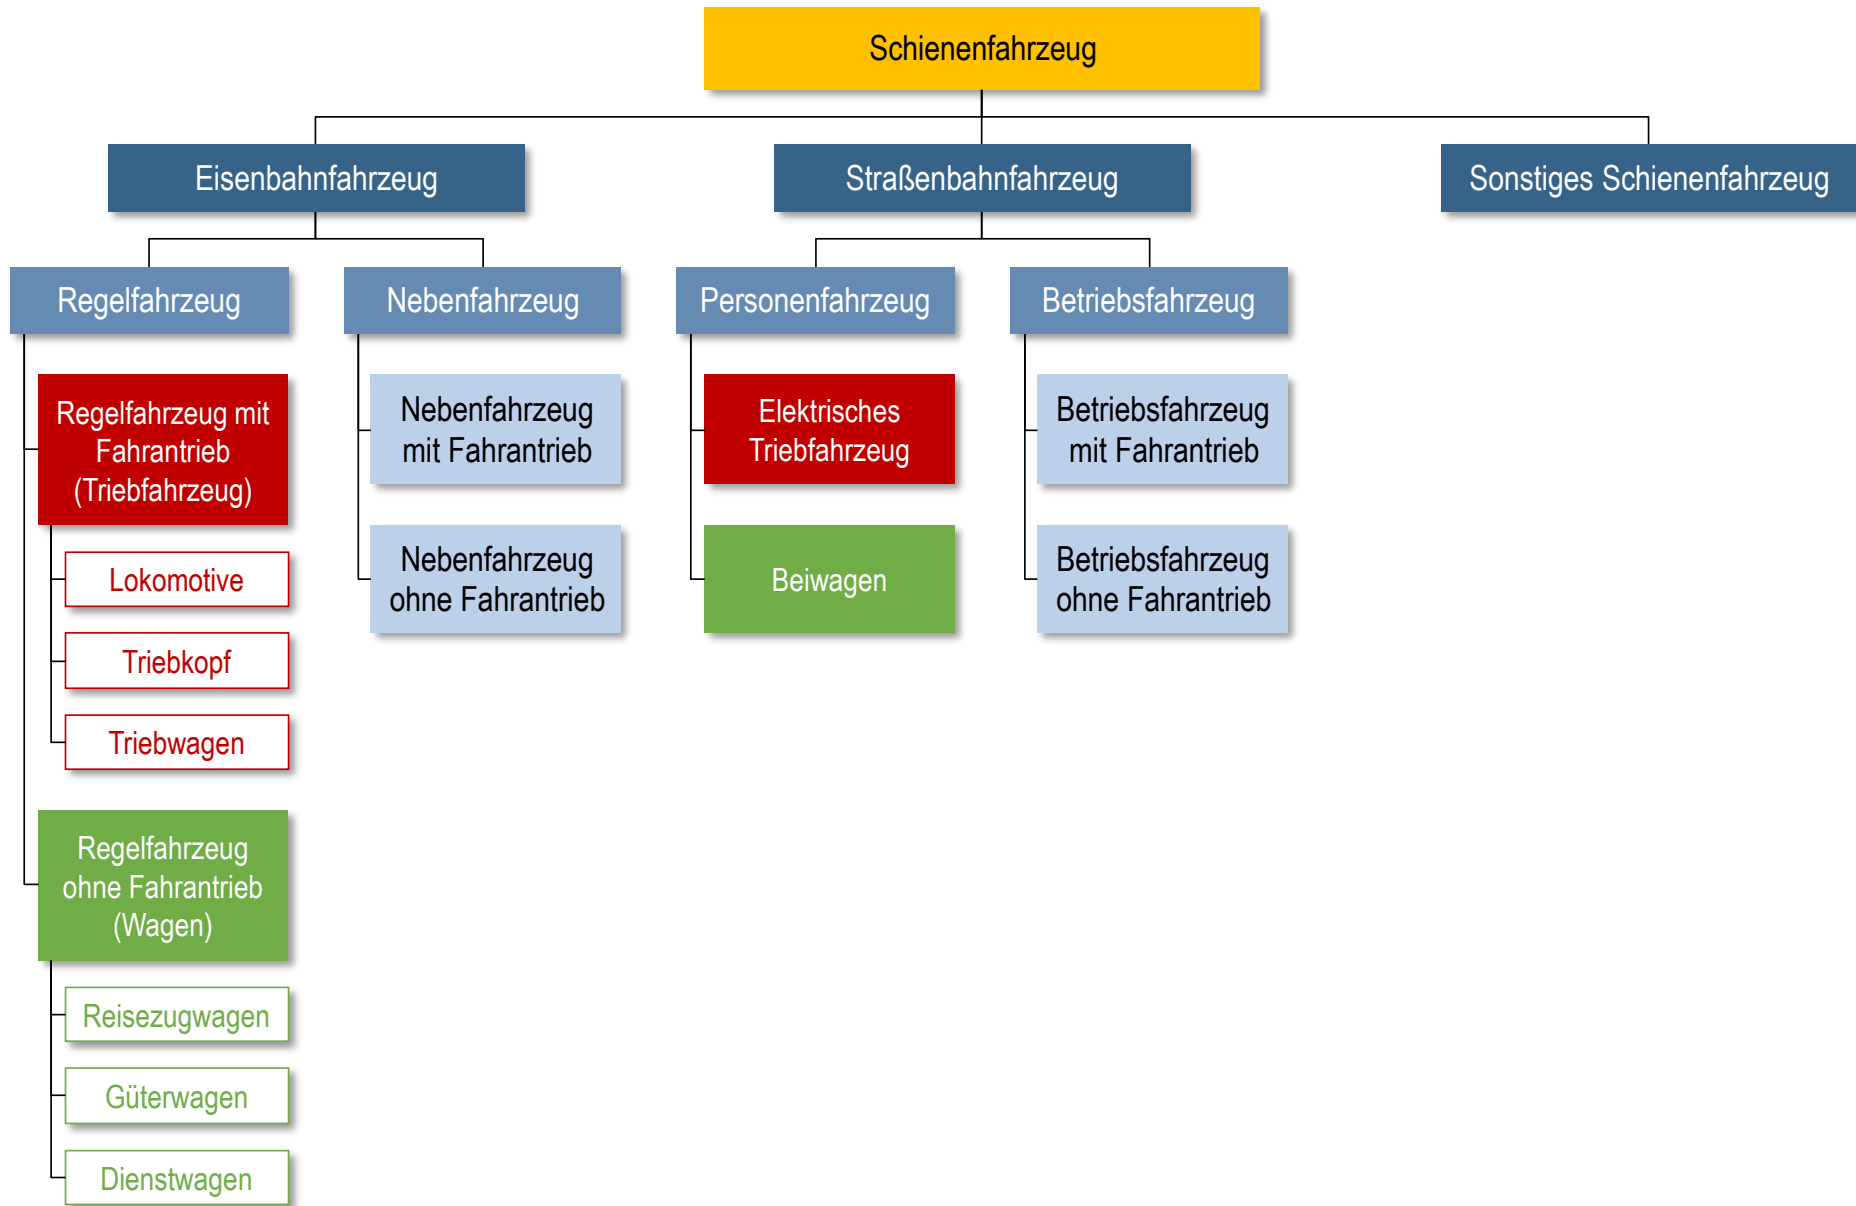 Schienenfahrzeug
Eisenbahnfahrzeug
Straßenbahnfahrzeug
Sonstiges Schienenfahrzeug
Regelfahrzeug
Nebenfahrzeug
Personenfahrzeug
Betriebsfahrzeug
Regelfahrzeug mit
Fahrantrieb
(Triebfahrzeug)
Lokomotive
Triebkopf
Triebwagen
Regelfahrzeug
ohne Fahrantrieb
(Wagen)
Reisezugwagen
Güterwagen
Dienstwagen
Nebenfahrzeug
mit Fahrantrieb
Nebenfahrzeug
ohne Fahrantrieb
Elektrisches
Triebfahrzeug
Beiwagen
Betriebsfahrzeug
mit Fahrantrieb
Betriebsfahrzeug
ohne Fahrantrieb